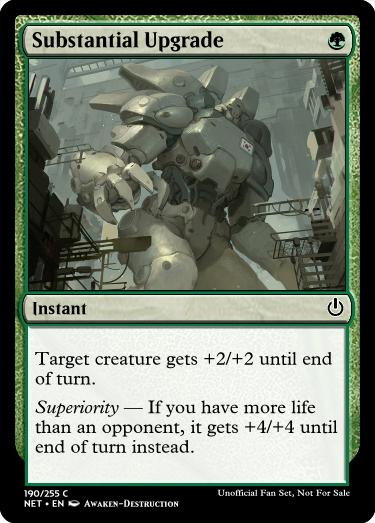 Substantial Upgrade
Instant
Target creature gets +2/+2 until end
of turn.
Superiority — If you have more life
than an opponent, it gets +4/+4 until
end of turn instead.
190/255 C
NET • EN Awaken-Destruction
Unofficial Fan Set, Not For Sale